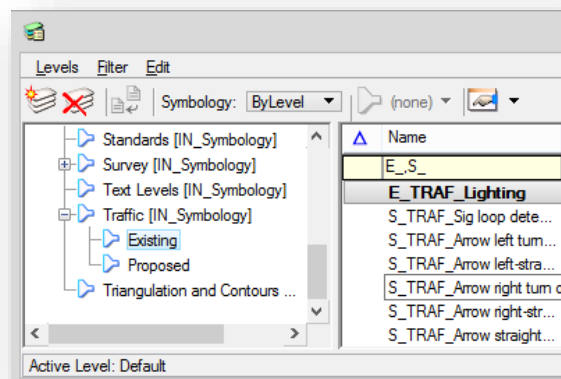 Levels Filter Edit
Symbology: ByLevel (none)
Standards [IN_Symbology]
Survey [IN_Symbology]
Text Levels [IN_Symbology]
Traffic [IN_Symbology]
Existing
Proposed
Triangulation and Contours ...
Name
E_,S_
E_TRAF_Lighting
S_TRAF_Sig loop dete...
S_TRAF_Arrow left turn...
S_TRAF_Arrow left-stra...
S_TRAF_Arrow right turn
S_TRAF_Arrow right-str...
S_TRAF_Arrow straight...
Active Level: Default